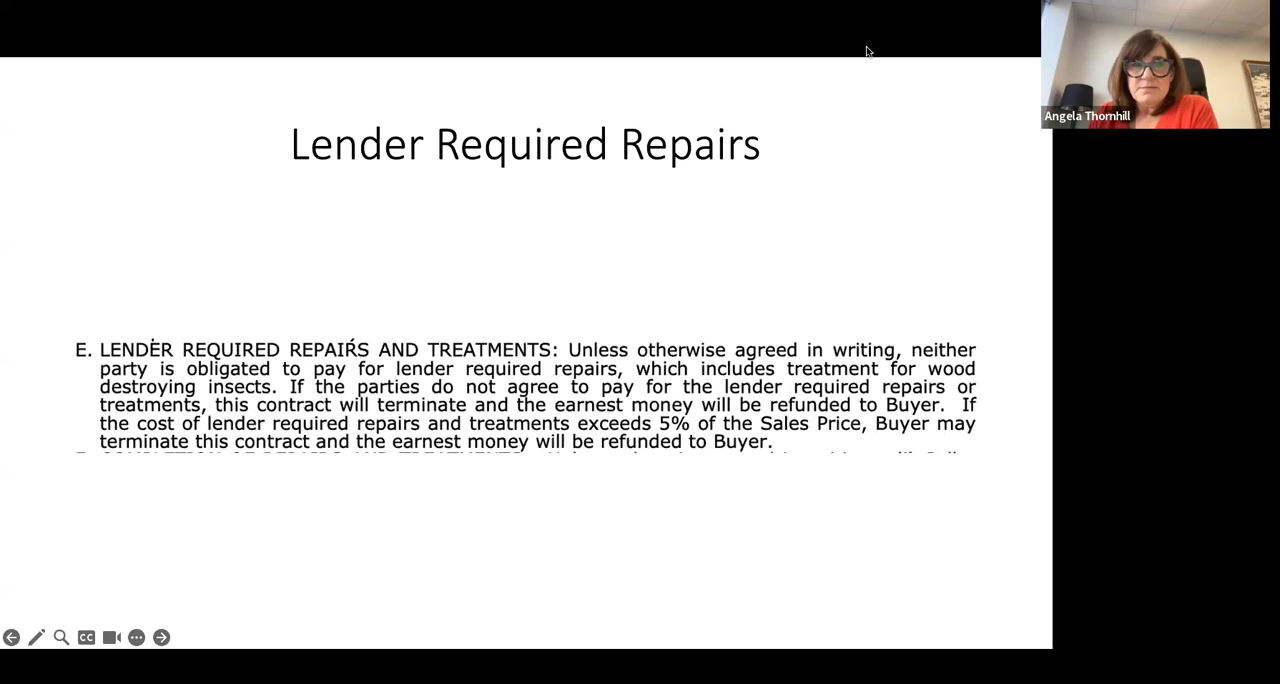 Lender Required Repairs
Angela Thornhill
E. LENDER REQUIRED REPAIRS AND TREATMENTS: Unless otherwise agreed in writing, neither
party is obligated to pay for lender required repairs, which includes treatment for wood
destroying insects. If the parties do not agree to pay for the lender required repairs or
treatments, this contract will terminate and the earnest money will be refunded to Buyer. If
the cost of lender required repairs and treatments exceeds 5% of the Sales Price, Buyer may
terminate this contract and the earnest money will be refunded to Buyer.
CC